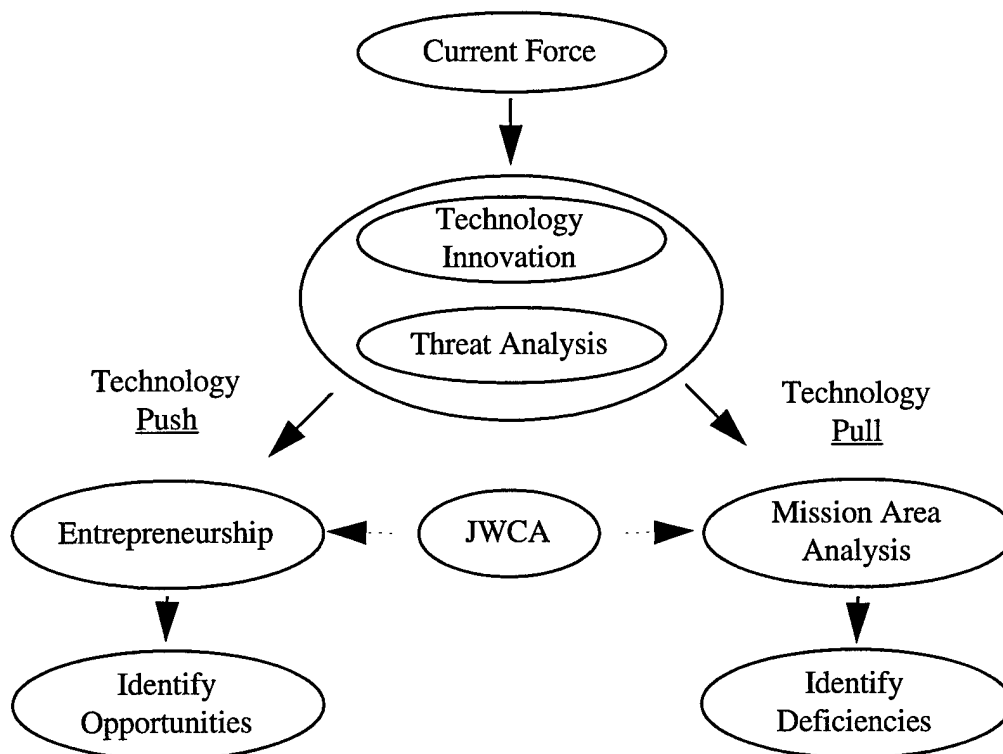 Current Force
Technology
Innovation
Threat Analysis
Technology
Push
Technology
Pull
Entrepreneurship
JWCA
Mission Area
Analysis
Identify
Opportunities
Identify
Deficiencies